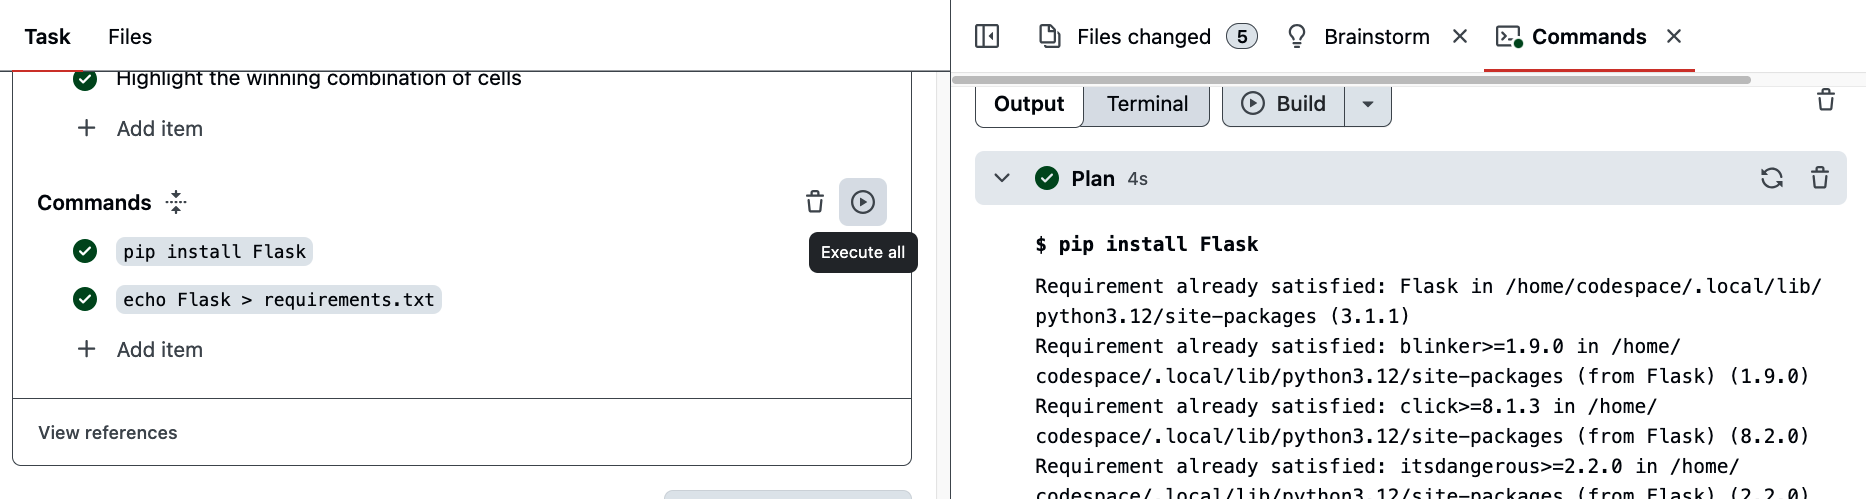 Task Files
Highlight the winning combination of cells
Add item
Commands
Execute all
pip install Flask
echo Flask > requirements.txt
Add item
View references
Files changed 5 Brainstorm Commands
Output Terminal Build
Plan 4s
$ pip install Flask
Requirement already satisfied: Flask in /home/codespace/.local/lib/
python3.12/site-packages (3.1.1)
Requirement already satisfied: blinker>=1.9.0 in /home/
codespace/.local/lib/python3.12/site-packages (from Flask) (1.9.0)
Requirement already satisfied: click>=8.1.3 in /home/
codespace/.local/lib/python3.12/site-packages (from Flask) (8.2.0)
Requirement already satisfied: itsdangerous>=2.2.0 in /home/
codespace/.local/lib/python3.12/site-packages (from Flask) (2.2.0)